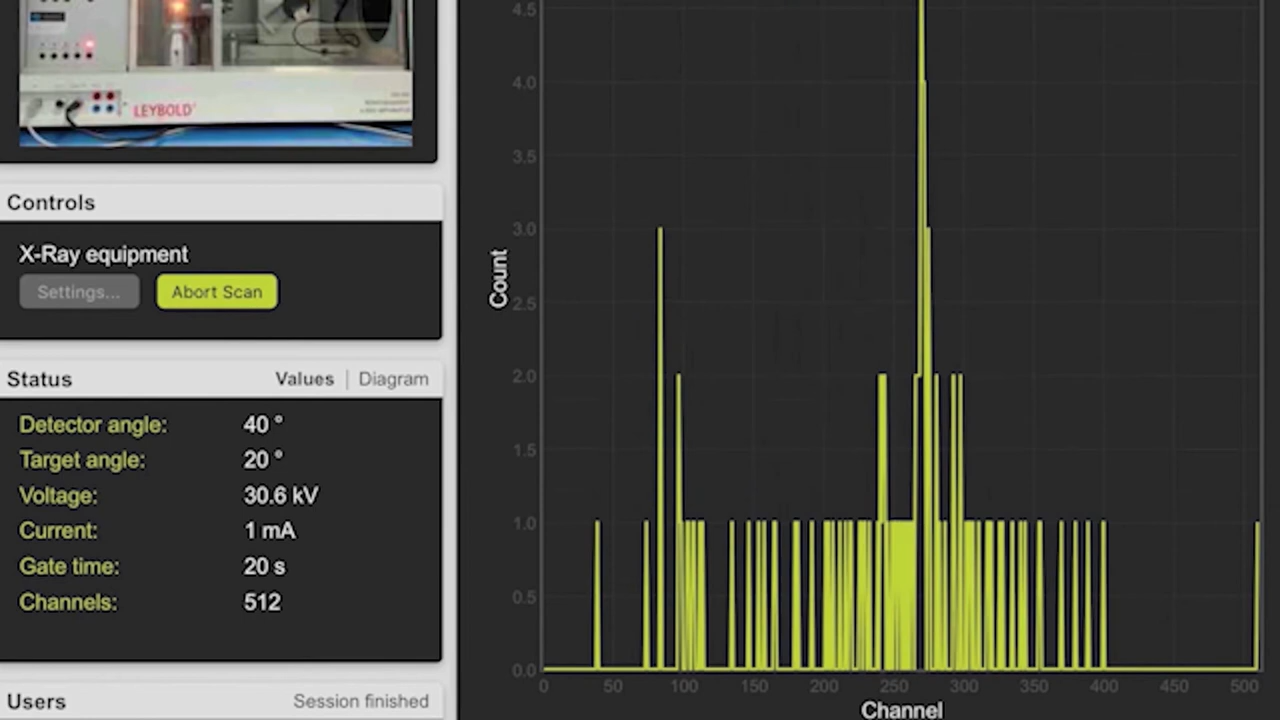 LEYBOLD
Controls
X-Ray equipment
Settings... Abort Scan
Status Values | Diagram
Detector angle: 40 °
Target angle: 20 °
Voltage: 30.6 kV
Current: 1 mA
Gate time: 20 s
Channels: 512
Users Session finished
4.5
4.0
3.5
3.0
2.5
2.0
1.5
1.0
0.5
0.0
Count
0 50 100 150 200 250 300 350 400 450 500
Channel